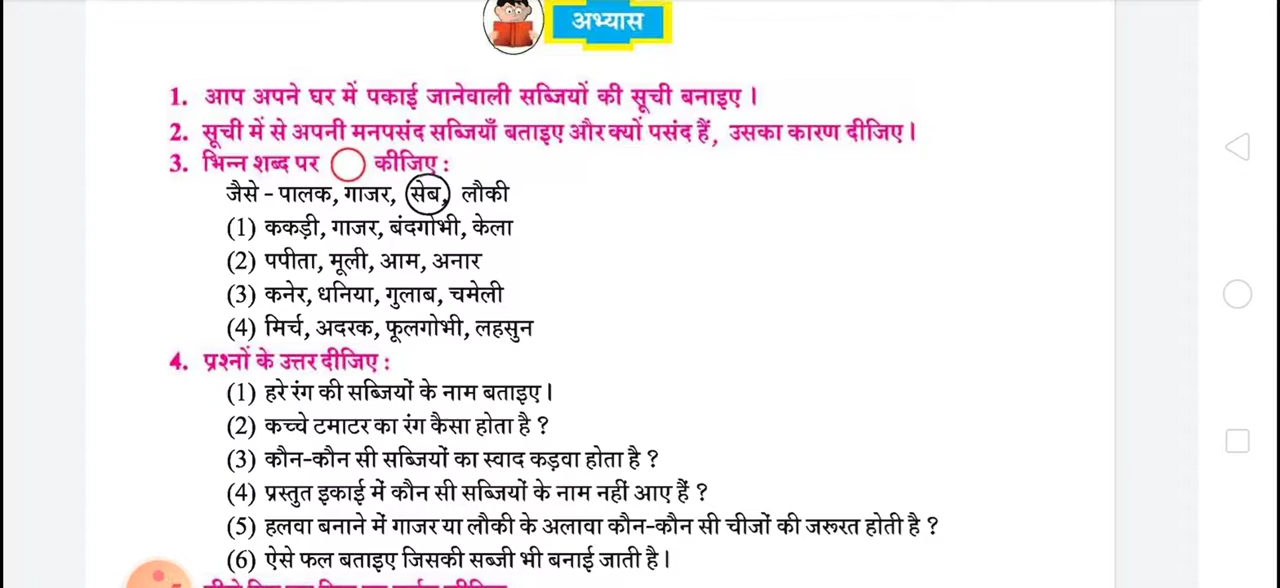 अभ्यास
1. आप अपने घर में पकाई जानेवाली सब्जियों की सूची बनाइए ।
2. सूची में से अपनी मनपसंद सब्जियाँ बताइए और क्यों पसंद हैं, उसका कारण दीजिए ।
3. भिन्न शब्द पर ◯ कीजिए :
जैसे - पालक, गाजर, सेब, लौकी
(1) ककड़ी, गाजर, बंदगोभी, केला
(2) पपीता, मूली, आम, अनार
(3) कनेर, धनिया, गुलाब, चमेली
(4) मिर्च, अदरक, फूलगोभी, लहसुन
4. प्रश्नों के उत्तर दीजिए :
(1) हरे रंग की सब्जियों के नाम बताइए ।
(2) कच्चे टमाटर का रंग कैसा होता है ?
(3) कौन-कौन सी सब्जियों का स्वाद कड़वा होता है ?
(4) प्रस्तुत इकाई में कौन सी सब्जियों के नाम नहीं आए हैं ?
(5) हलवा बनाने में गाजर या लौकी के अलावा कौन-कौन सी चीजों की जरूरत होती है ?
(6) ऐसे फल बताइए जिसकी सब्जी भी बनाई जाती है ।